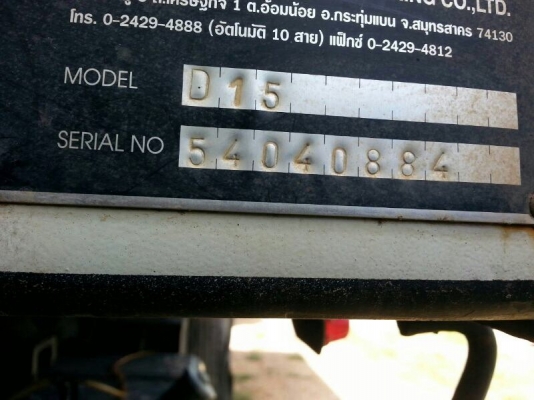 CO.,LTD.
1 ต.อ้อมน้อย อ.กระทุ่มแบน จ.สมุทรสาคร 74130
โทร. 0-2429-4888 (อัตโนมัติ 10 สาย) แฟ็กซ์ 0-2429-4812
MODEL D15
SERIAL NO 54040884